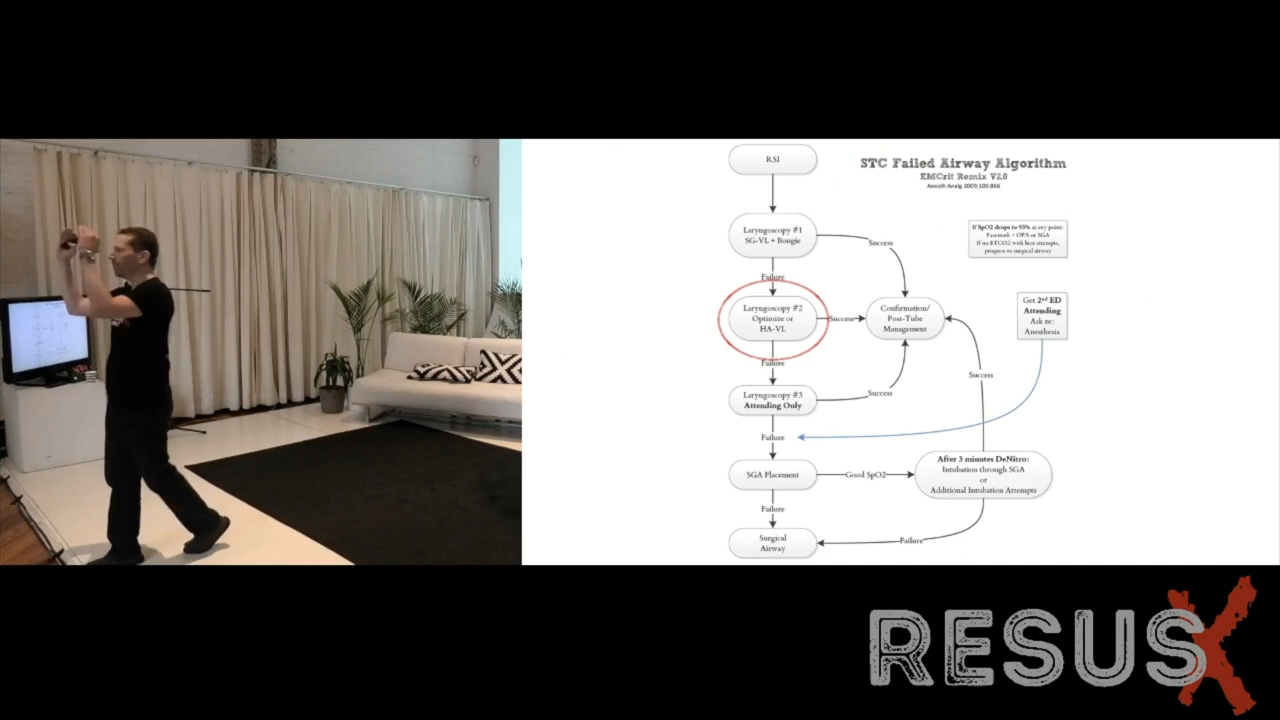 RSI
STC Failed Airway Algorithm
EMCrit Remix V2.0
Anesth Analg 2009;109:866
Laryngoscopy #1
SG-VL + Bougie
Success
If SpO2 drops to 93% at any point:
Facemask + OPA or SGA
If no ETCO2 with best attempts,
progress to surgical airway
Failure
Laryngoscopy #2
Optimize or
HA-VL
Success
Confirmation/
Post-Tube
Management
Get 2nd ED
Attending
Ask re:
Anesthesia
Failure
Success
Laryngoscopy #3
Attending Only
Success
Failure
SGA Placement
Good SpO2
After 3 minutes DeNitro:
Intubation through SGA
or
Additional Intubation Attempts
Failure
Surgical
Airway
Failure
RESUSX